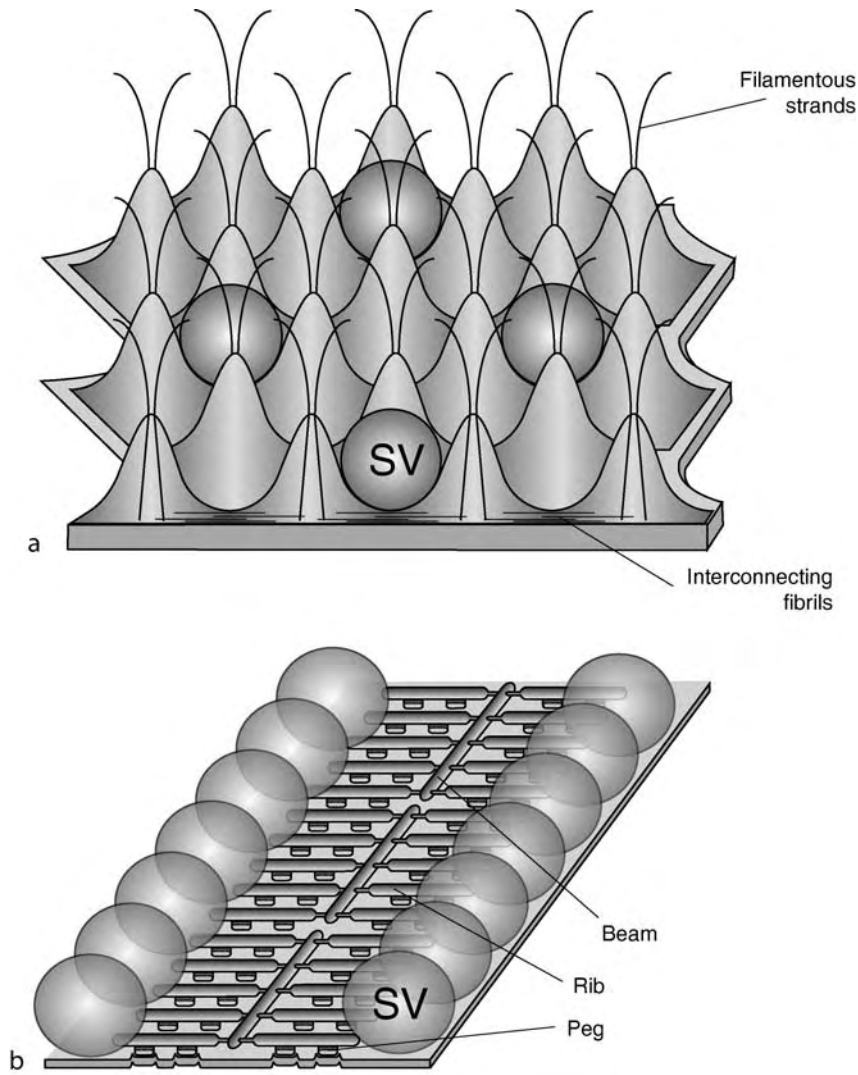 Filamentous
strands
SV
a
Interconnecting
fibrils
Beam
Rib
SV
Peg
b